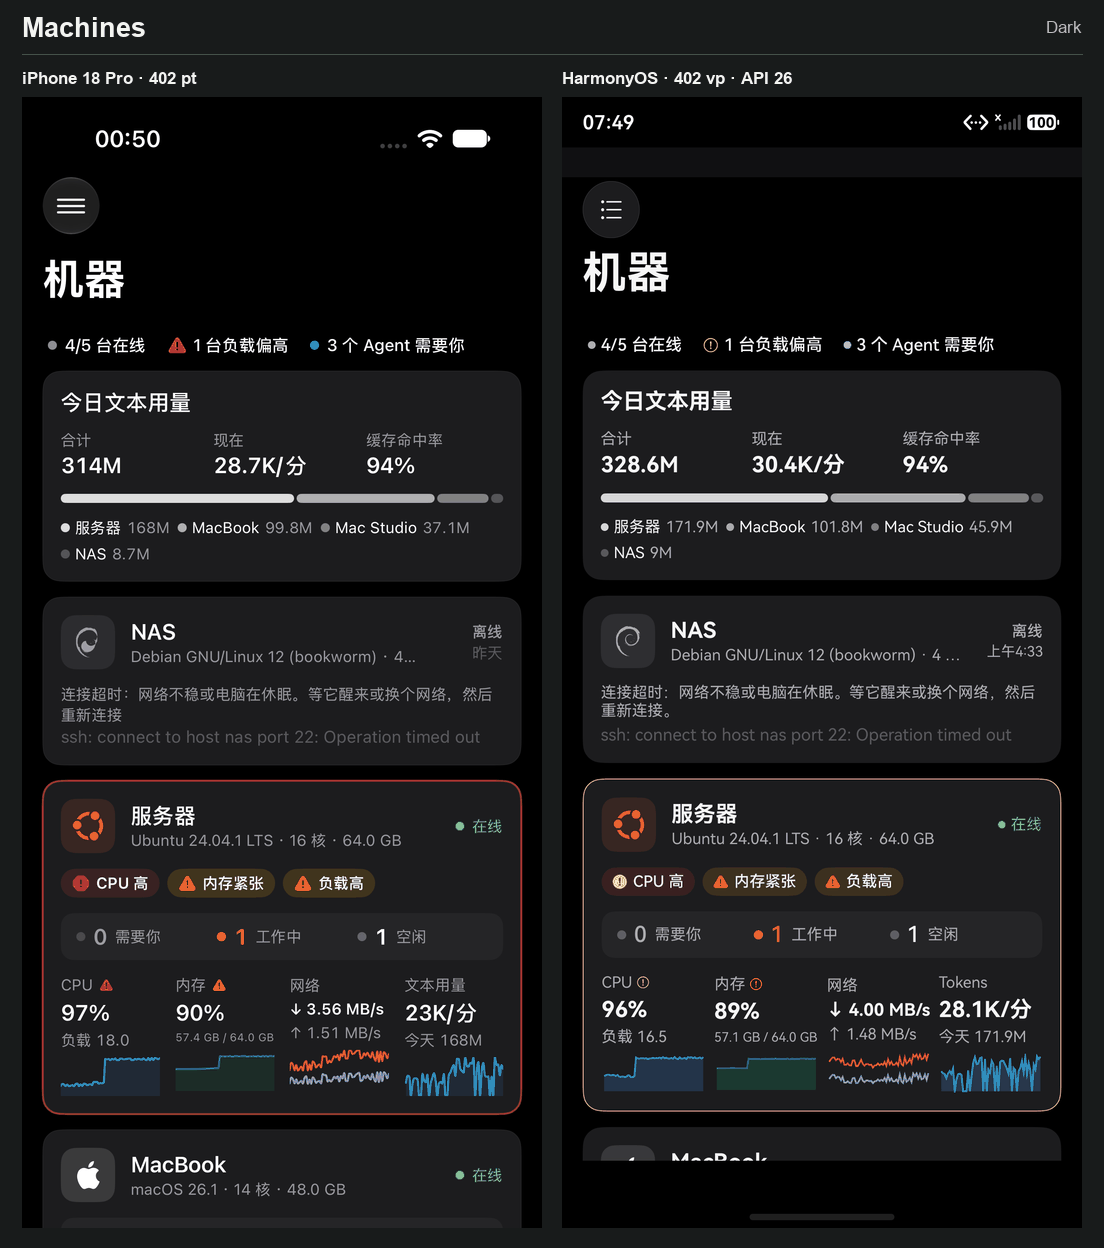 Machines
Dark
iPhone 18 Pro · 402 pt
00:50
机器
4/5 台在线 1 台负载偏高 3 个 Agent 需要你
今日文本用量
合计 现在 缓存命中率
314M 28.7K/分 94%
服务器 168M MacBook 99.8M Mac Studio 37.1M
NAS 8.7M
NAS
离线
Debian GNU/Linux 12 (bookworm) · 4...
昨天
连接超时：网络不稳或电脑在休眠。等它醒来或换个网络，然后
重新连接
ssh: connect to host nas port 22: Operation timed out
服务器
在线
Ubuntu 24.04.1 LTS · 16 核 · 64.0 GB
CPU 高 内存紧张 负载高
0 需要你 1 工作中 1 空闲
CPU 内存 网络 文本用量
97% 90% ↓ 3.56 MB/s 23K/分
负载 18.0 57.4 GB / 64.0 GB ↑ 1.51 MB/s 今天 168M
MacBook
在线
macOS 26.1 · 14 核 · 48.0 GB
HarmonyOS · 402 vp · API 26
07:49
100
机器
4/5 台在线 1 台负载偏高 3 个 Agent 需要你
今日文本用量
合计 现在 缓存命中率
328.6M 30.4K/分 94%
服务器 171.9M MacBook 101.8M Mac Studio 45.9M
NAS 9M
NAS
离线
Debian GNU/Linux 12 (bookworm) · 4 ...
上午4:33
连接超时：网络不稳或电脑在休眠。等它醒来或换个网络，然后
重新连接。
ssh: connect to host nas port 22: Operation timed out
服务器
在线
Ubuntu 24.04.1 LTS · 16 核 · 64.0 GB
CPU 高 内存紧张 负载高
0 需要你 1 工作中 1 空闲
CPU 内存 网络 Tokens
96% 89% ↓ 4.00 MB/s 28.1K/分
负载 16.5 57.1 GB / 64.0 GB ↑ 1.48 MB/s 今天 171.9M
MacBook